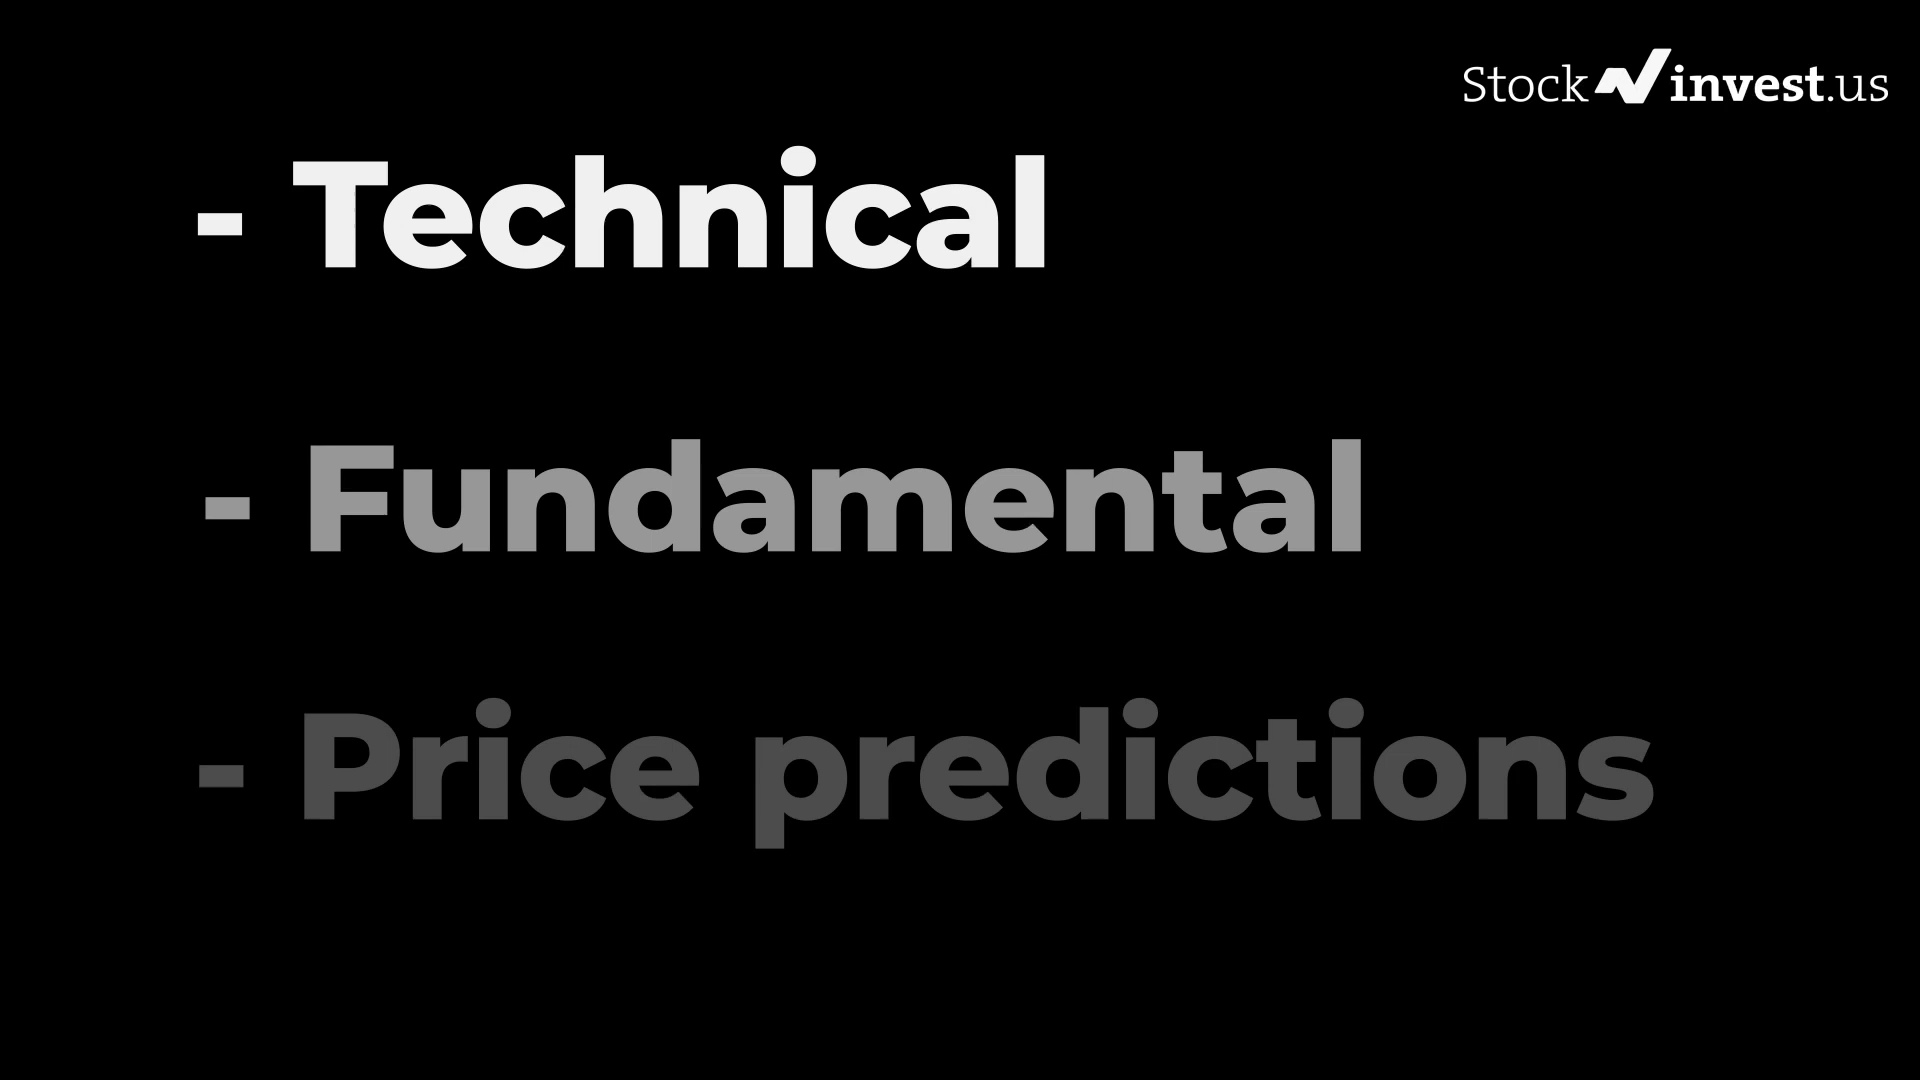 Stock invest.us
- Technical
- Fundamental
- Price predictions